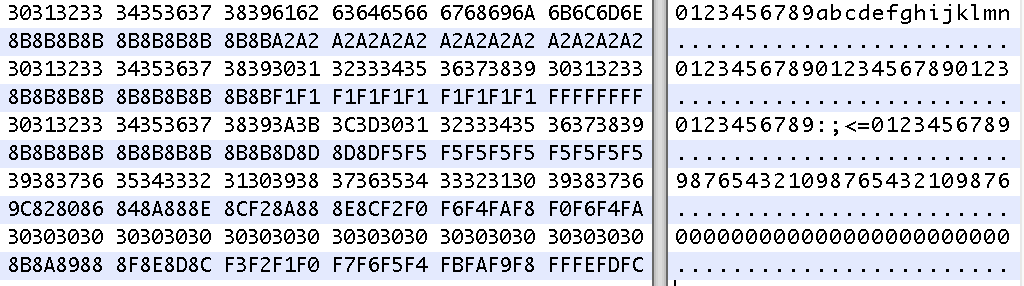 30313233 34353637 38396162 63646566 6768696A 6B6C6D6E 0123456789abcdefghijklmn
8B8B8B8B 8B8B8B8B 8B8BA2A2 A2A2A2A2 A2A2A2A2 A2A2A2A2 ........................
30313233 34353637 38393031 32333435 36373839 30313233 012345678901234567890123
8B8B8B8B 8B8B8B8B 8B8BF1F1 F1F1F1F1 F1F1F1F1 FFFFFFFF ........................
30313233 34353637 38393A3B 3C3D3031 32333435 36373839 0123456789:;<=0123456789
8B8B8B8B 8B8B8B8B 8B8B8D8D 8D8DF5F5 F5F5F5F5 F5F5F5F5 ........................
39383736 35343332 31303938 37363534 33323130 39383736 987654321098765432109876
9C828086 848A888E 8CF28A88 8E8CF2F0 F6F4FAF8 F0F6F4FA ........................
30303030 30303030 30303030 30303030 30303030 30303030 000000000000000000000000
8B8A8988 8F8E8D8C F3F2F1F0 F7F6F5F4 FBFAF9F8 FFFEFDFC ........................